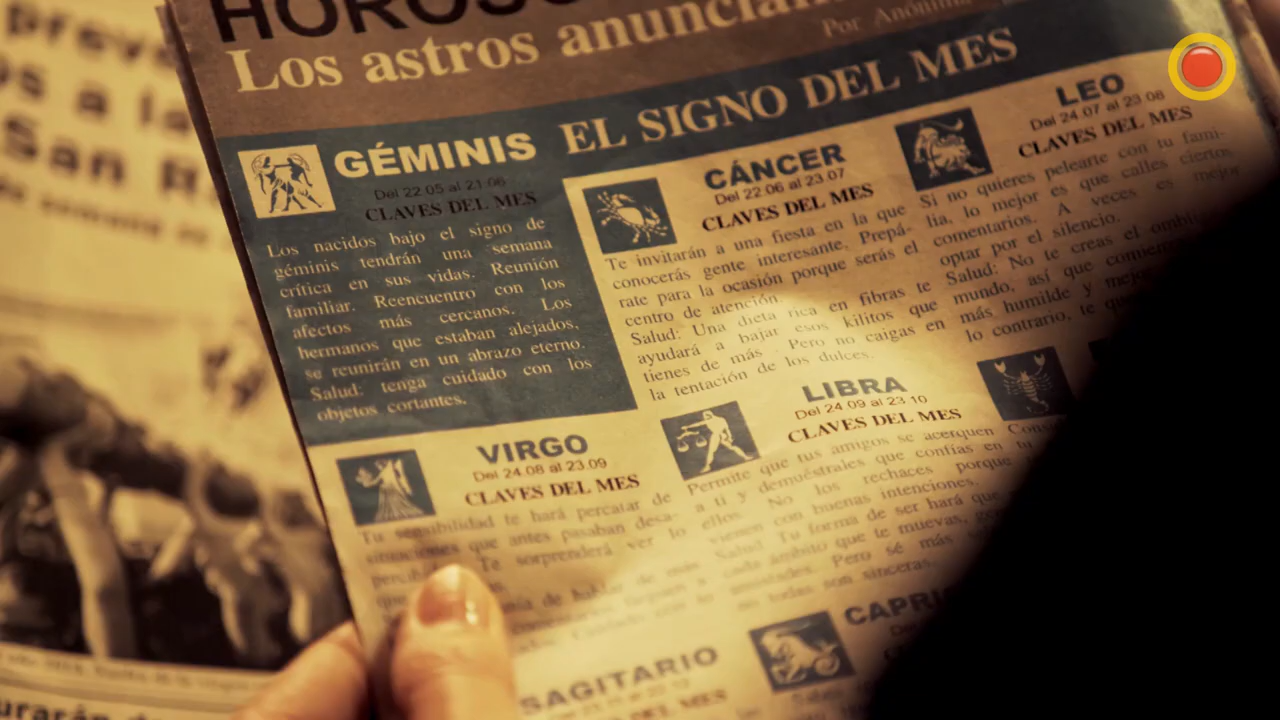 HOROSC
Los astros anuncian
Por Anónimo
EL SIGNO DEL MES
GÉMINIS
Del 22 05 al 21 06
CLAVES DEL MES
Los nacidos bajo el signo de
géminis tendrán una semana
crítica en sus vidas. Reunión
familiar. Reencuentro con los
afectos más cercanos. Los
hermanos que estaban alejados,
se reunirán en un abrazo eterno.
Salud: tenga cuidado con los
objetos cortantes.
CÁNCER
Del 22.06 al 23.07
CLAVES DEL MES
Te invitarán a una fiesta en la que
conocerás gente interesante. Prepá-
rate para la ocasión porque serás el
centro de atención.
Salud: Una dieta rica en fibras te
ayudará a bajar esos kilitos que
tienes de más. Pero no caigas en
la tentación de los dulces.
LEO
Del 24 07 al 23 08
CLAVES DEL MES
Si no quieres pelearte con tu fami-
lia, lo mejor es que calles ciertos
comentarios. A veces es mejor
optar por el silencio.
Salud: No te creas el ombligo
mundo, así que comienza
más humilde y mejor
lo contrario, te
VIRGO
Del 24.08 al 23.09
CLAVES DEL MES
Tu sensibilidad te hará percatar de
situaciones que antes pasaban desa-
Te sorprenderá ver lo
LIBRA
Del 24 09 al 23 10
CLAVES DEL MES
Permite que tus amigos se acerquen
a ti y demuéstrales que confías en
ellos. No los rechaces porque
vienen con buenas intenciones.
Salud Tu forma de ser hará que
cada ámbito que te muevas,
Pero sé más
no todas son sinceras.
SAGITARIO
CAPRI
San R